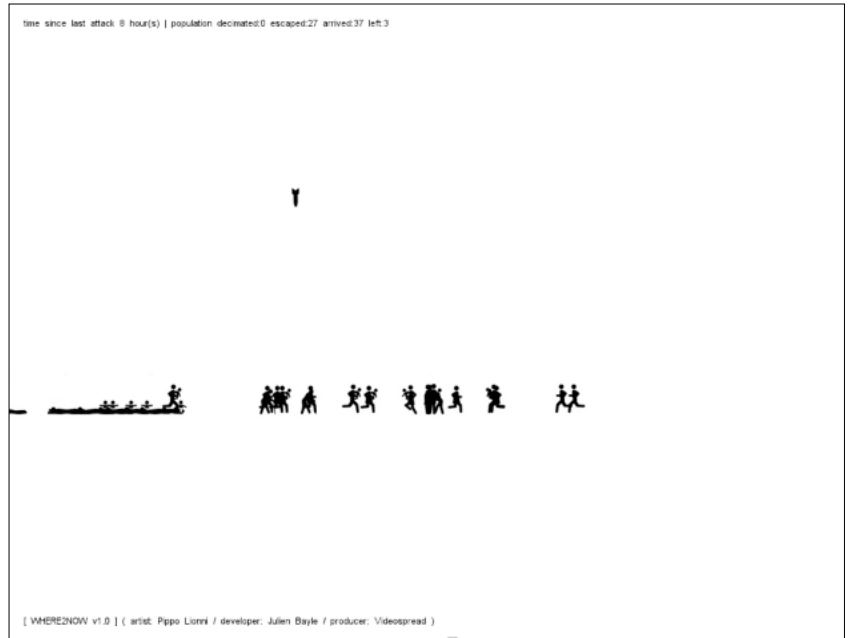 time since last attack 8 hour(s) | population decimated:0 escaped:27 arrived:37 left:3
[ WHERE2NOW v1.0 ] ( artist: Pippo Lionni / developer: Julien Bayle / producer: Videospread )